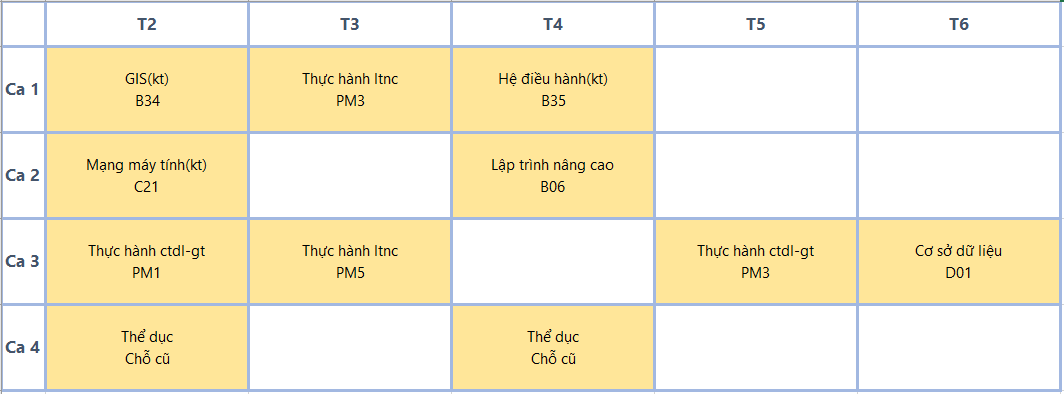 T2
T3
T4
T5
T6
Ca 1
GIS(kt)
B34
Thực hành ltnc
PM3
Hệ điều hành(kt)
B35
Ca 2
Mạng máy tính(kt)
C21
Lập trình nâng cao
B06
Ca 3
Thực hành ctdl-gt
PM1
Thực hành ltnc
PM5
Thực hành ctdl-gt
PM3
Cơ sở dữ liệu
D01
Ca 4
Thể dục
Chỗ cũ
Thể dục
Chỗ cũ